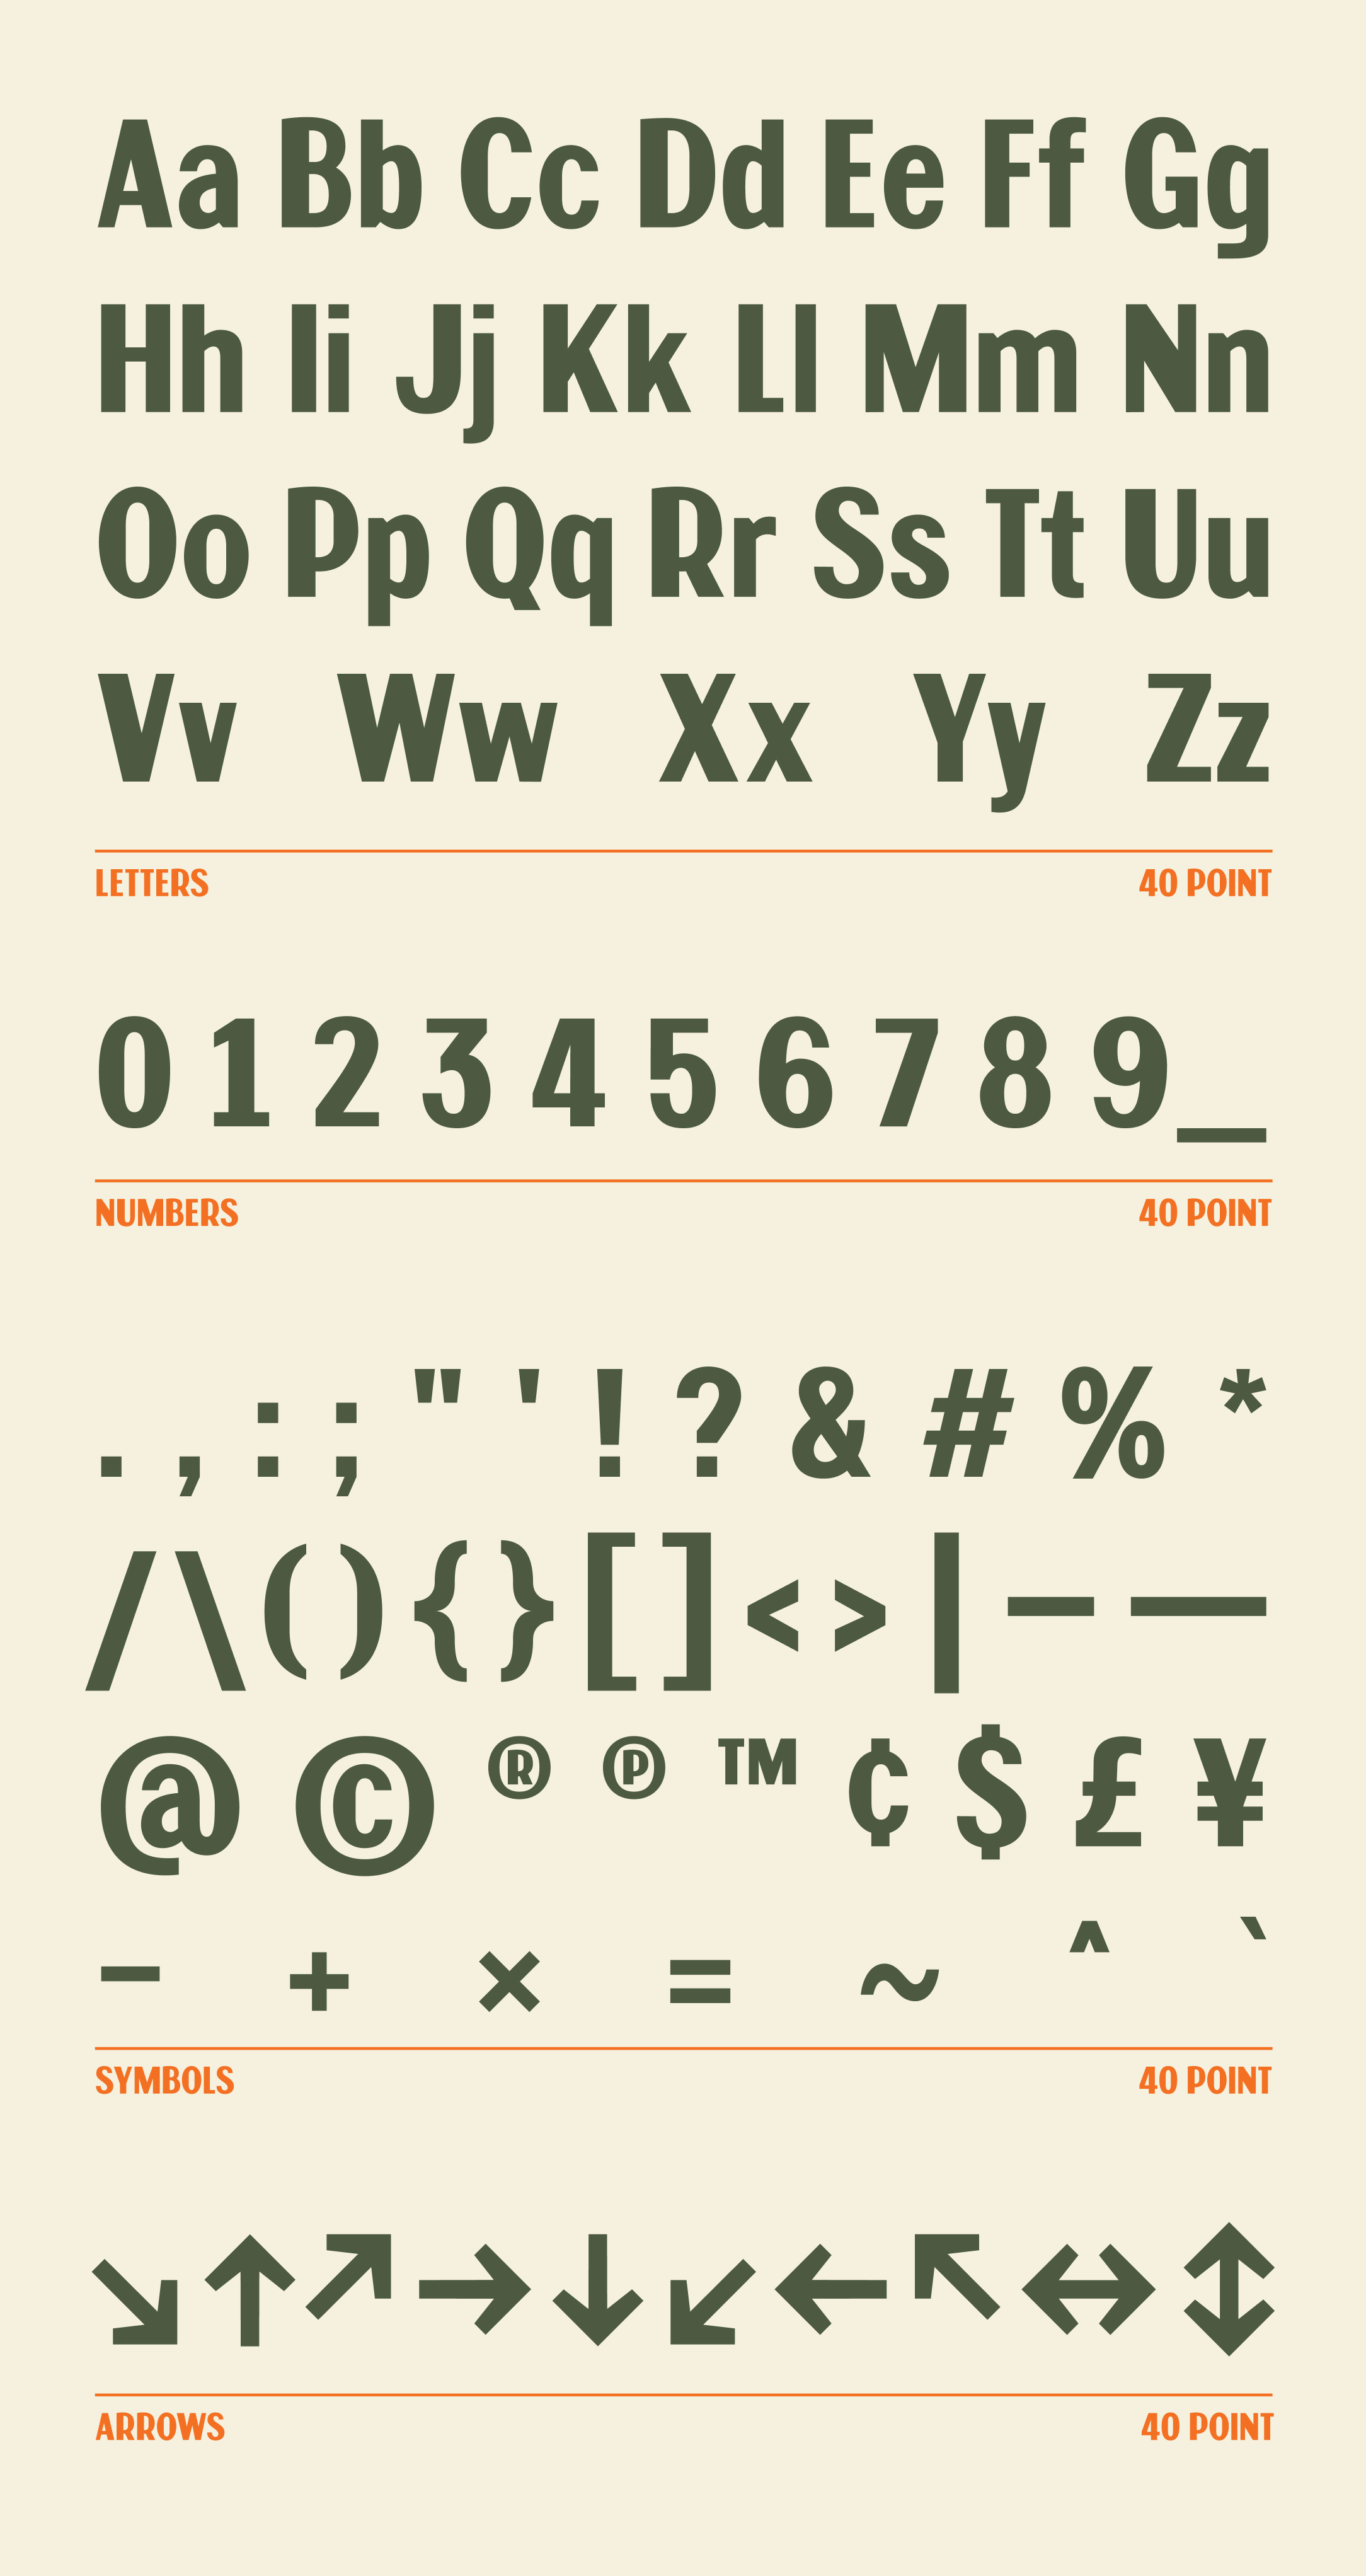 Aa Bb Cc Dd Ee Ff Gg
Hh Ii Jj Kk Ll Mm Nn
Oo Pp Qq Rr Ss Tt Uu
Vv Ww Xx Yy Zz
LETTERS 40 POINT
0 1 2 3 4 5 6 7 8 9 _
NUMBERS 40 POINT
. , : ; " ' ! ? & # % *
/ \ ( ) { } [ ] < > | – —
@ © ® ℗ ™ ¢ $ £ ¥
− + × = ~ ^ `
SYMBOLS 40 POINT
↘ ↑ ↗ → ↓ ↙ ← ↖ ↔ ↕
ARROWS 40 POINT